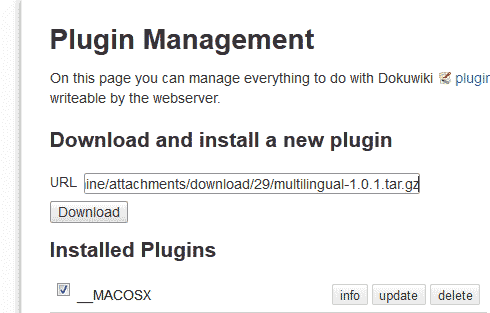 Plugin Management
On this page you can manage everything to do with Dokuwiki plugin
writeable by the webserver.
Download and install a new plugin
URL ine/attachments/download/29/multilingual-1.0.1.tar.gz
Download
Installed Plugins
__MACOSX info update delete